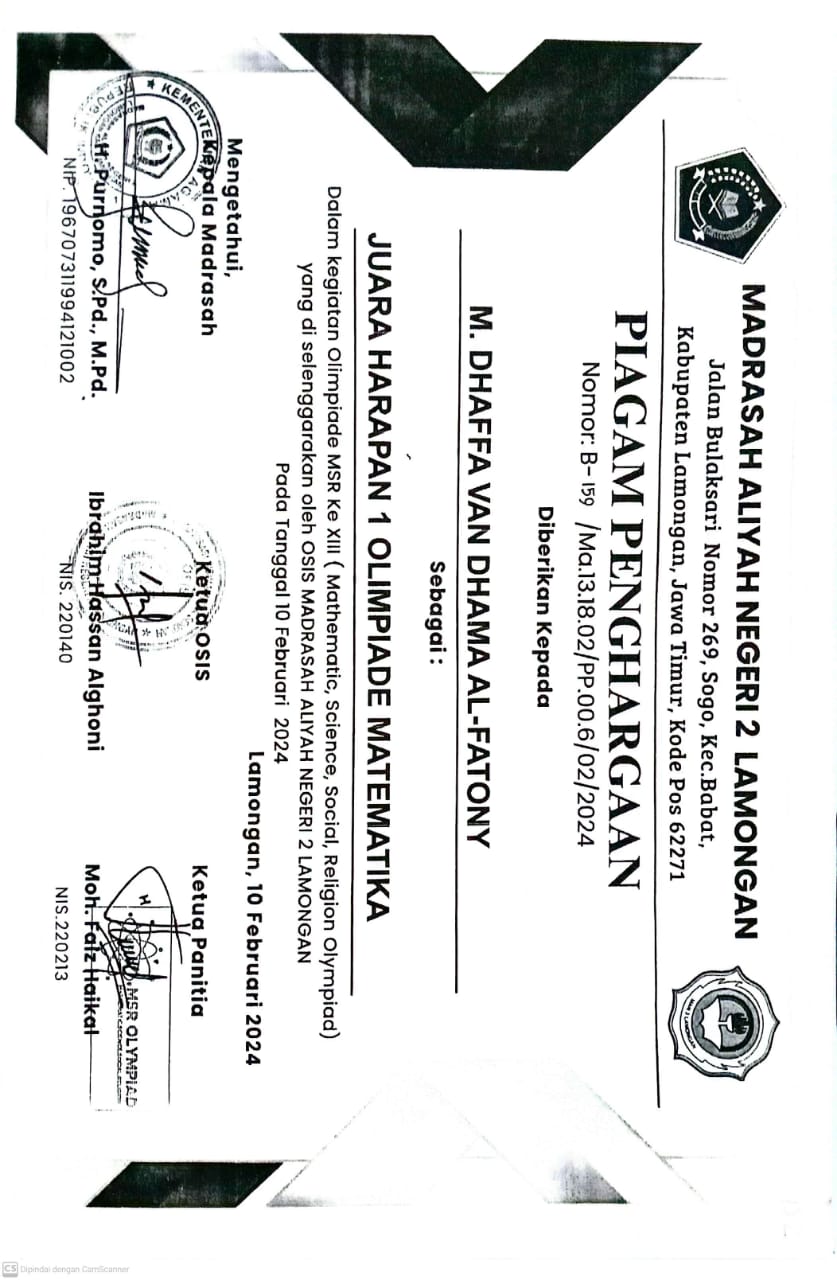 MADRASAH ALIYAH NEGERI 2 LAMONGAN
Jalan Bulaksari Nomor 269, Sogo, Kec.Babat,
Kabupaten Lamongan, Jawa Timur, Kode Pos 62271
PIAGAM PENGHARGAAN
Nomor: B- 159 /Ma.13.18.02/PP.00.6/02/2024
Diberikan Kepada
M. DHAFFA VAN DHAMA AL-FATONY
Sebagai :
JUARA HARAPAN 1 OLIMPIADE MATEMATIKA
Dalam kegiatan Olimpiade MSR Ke XIII ( Mathematic, Science, Social, Religion Olympiad)
yang di selenggarakan oleh OSIS MADRASAH ALIYAH NEGERI 2 LAMONGAN
Pada Tanggal 10 Februari 2024
Lamongan, 10 Februari 2024
Mengetahui,
Kepala Madrasah
H. Purnomo, S.Pd., M.Pd.
NIP. 196707311994121002
Ketua OSIS
Ibrahim Hassan Alghoni
NIS. 220140
Ketua Panitia
MSR OLYMPIAD
Moh. Faiz Haikal
NIS.220213
CS Dipindai dengan CamScanner